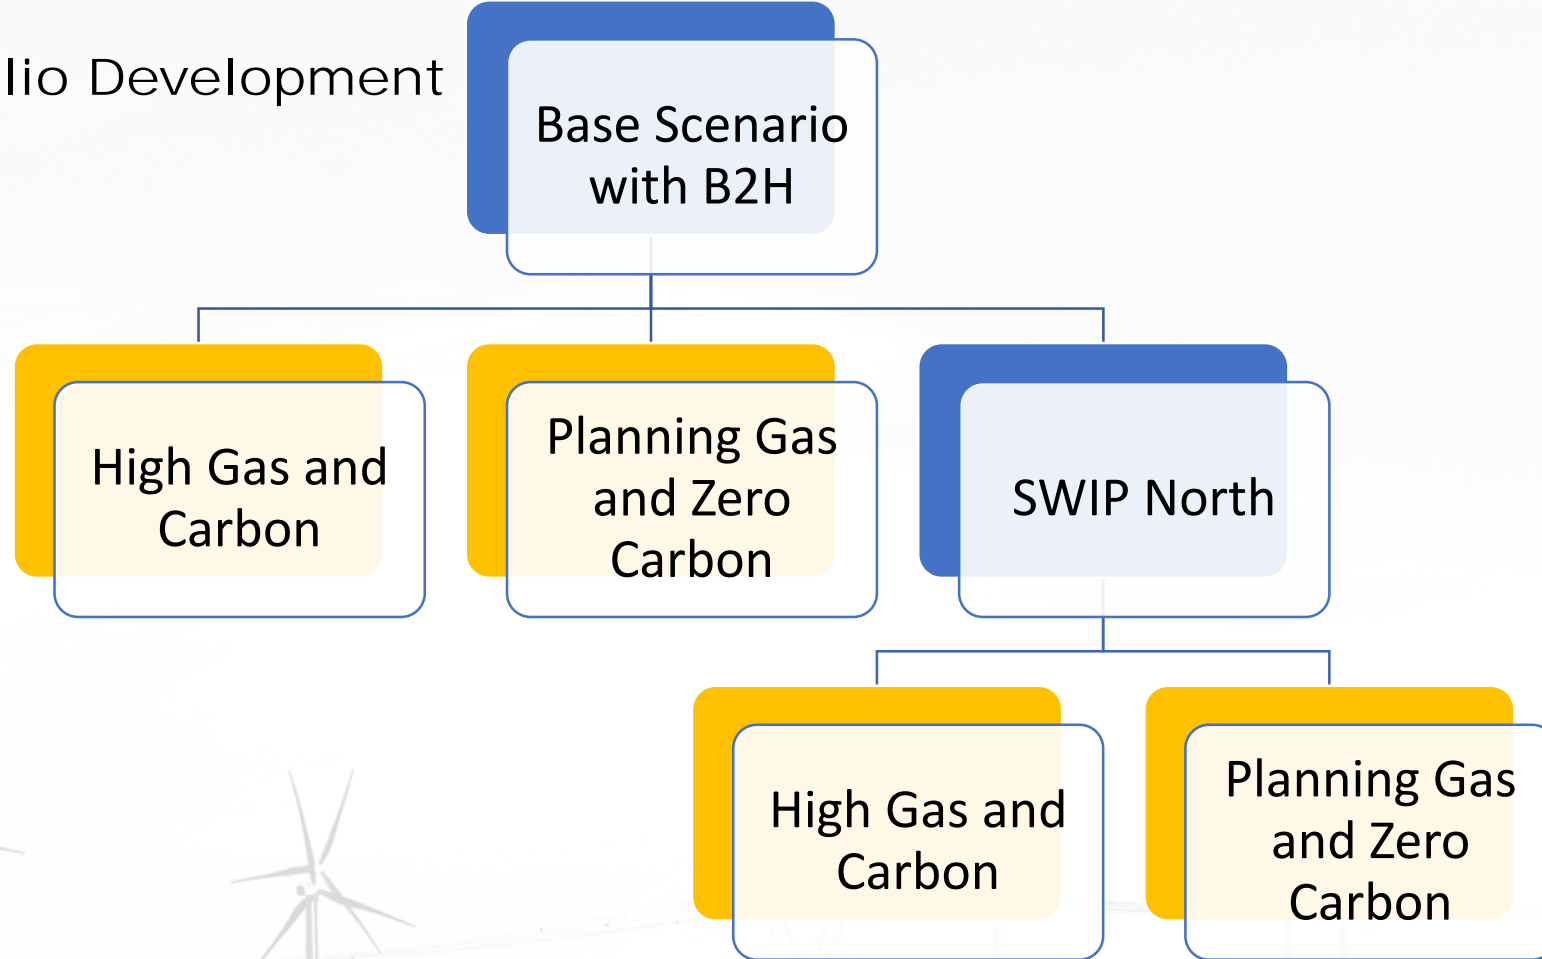 lio Development
Base Scenario
with B2H
High Gas and
Carbon
Planning Gas
and Zero
Carbon
SWIP North
High Gas and
Carbon
Planning Gas
and Zero
Carbon